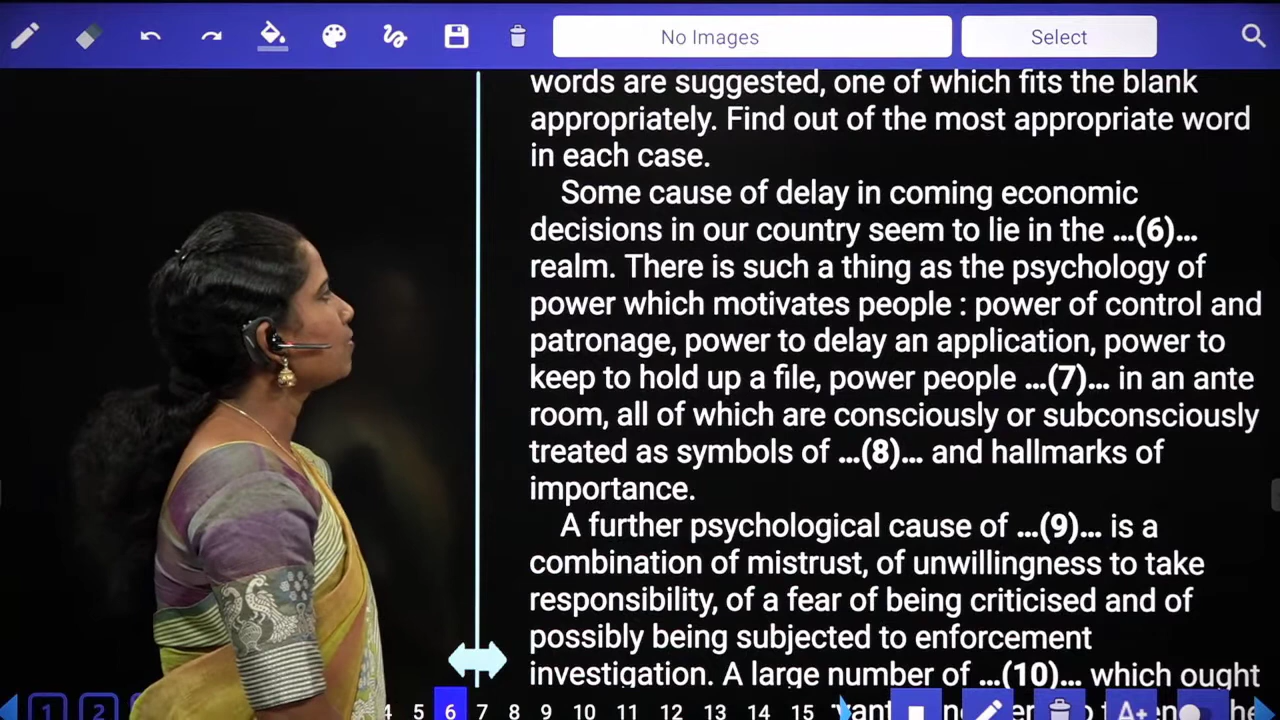 No Images
Select
words are suggested, one of which fits the blank
appropriately. Find out of the most appropriate word
in each case.
Some cause of delay in coming economic
decisions in our country seem to lie in the ...(6)...
realm. There is such a thing as the psychology of
power which motivates people : power of control and
patronage, power to delay an application, power to
keep to hold up a file, power people ...(7)... in an ante
room, all of which are consciously or subconsciously
treated as symbols of ...(8)... and hallmarks of
importance.
A further psychological cause of ...(9)... is a
combination of mistrust, of unwillingness to take
responsibility, of a fear of being criticised and of
possibly being subjected to enforcement
investigation. A large number of ...(10)... which ought
1 2 4 5 6 7 8 9 10 11 12 13 14 15